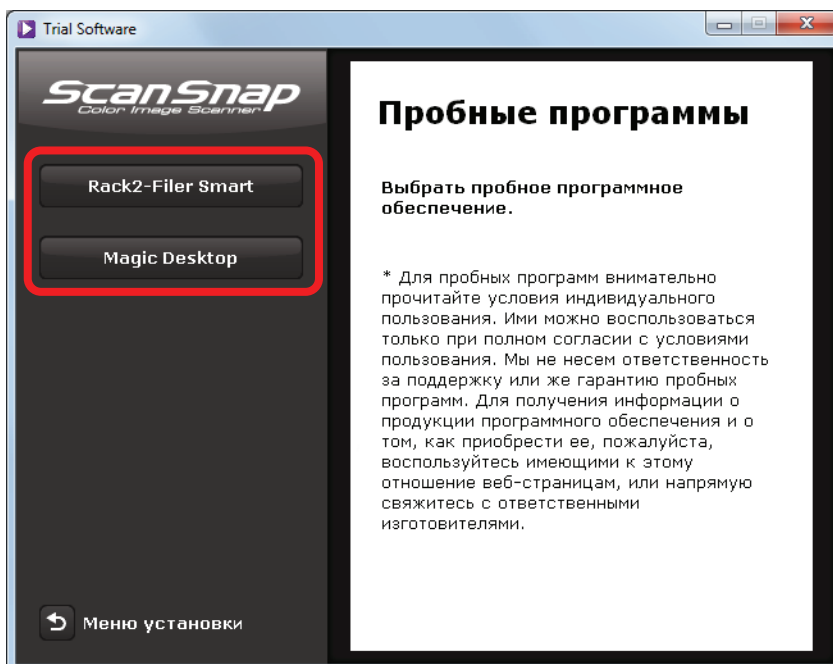 Trial Software
ScanSnap
Color Image Scanner
Rack2-Filer Smart
Magic Desktop
Меню установки
Пробные программы
Выбрать пробное программное
обеспечение.
* Для пробных программ внимательно
прочитайте условия индивидуального
пользования. Ими можно воспользоваться
только при полном согласии с условиями
пользования. Мы не несем ответственность
за поддержку или же гарантию пробных
программ. Для получения информации о
продукции программного обеспечения и о
том, как приобрести ее, пожалуйста,
воспользуйтесь имеющими к этому
отношение веб-страницам, или напрямую
свяжитесь с ответственными
изготовителями.